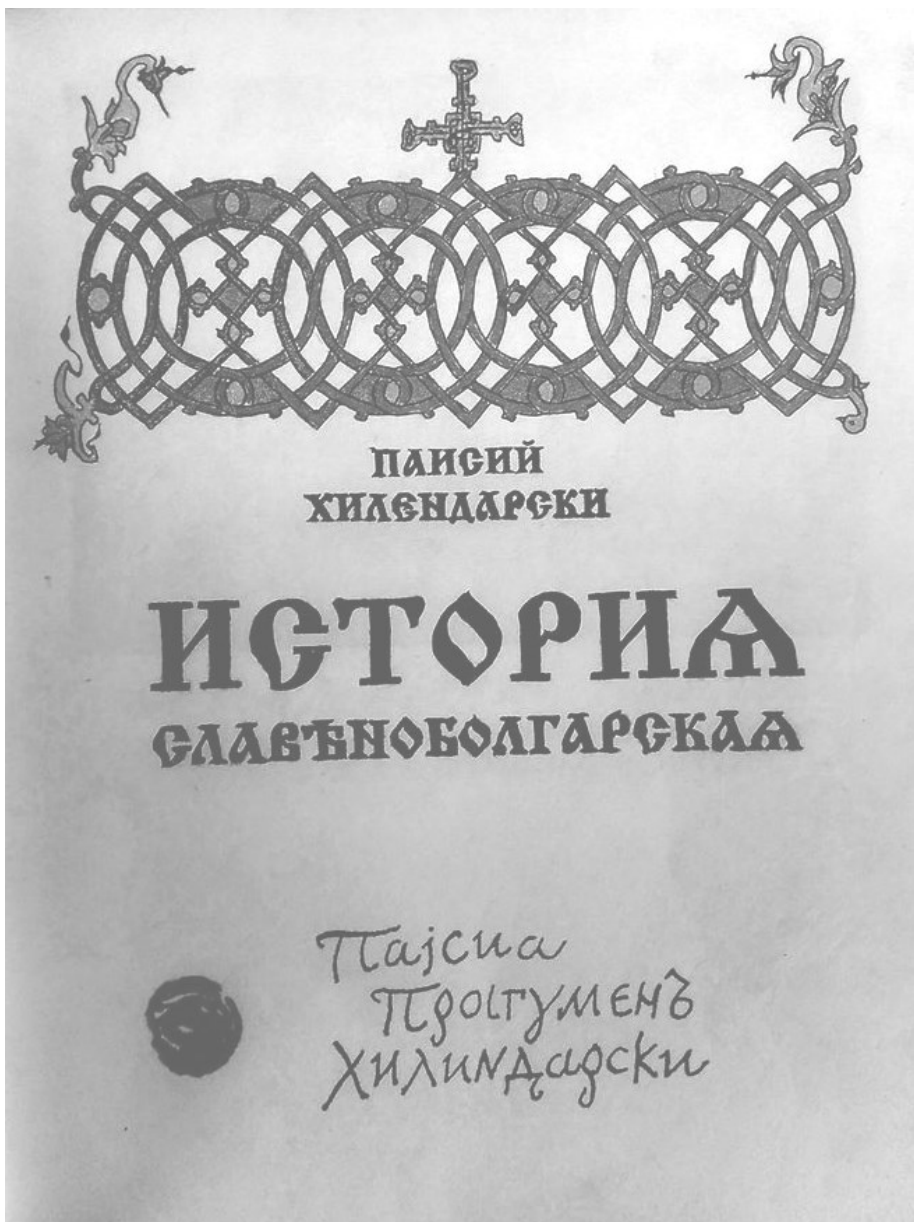 ПАИСИЙ
ХИЛЕНДАРСКИ
ИСТОРИѦ
СЛАВѢНОБОЛГАРСКАѦ
Пајсиа
Проігуменъ
Хилиндарски